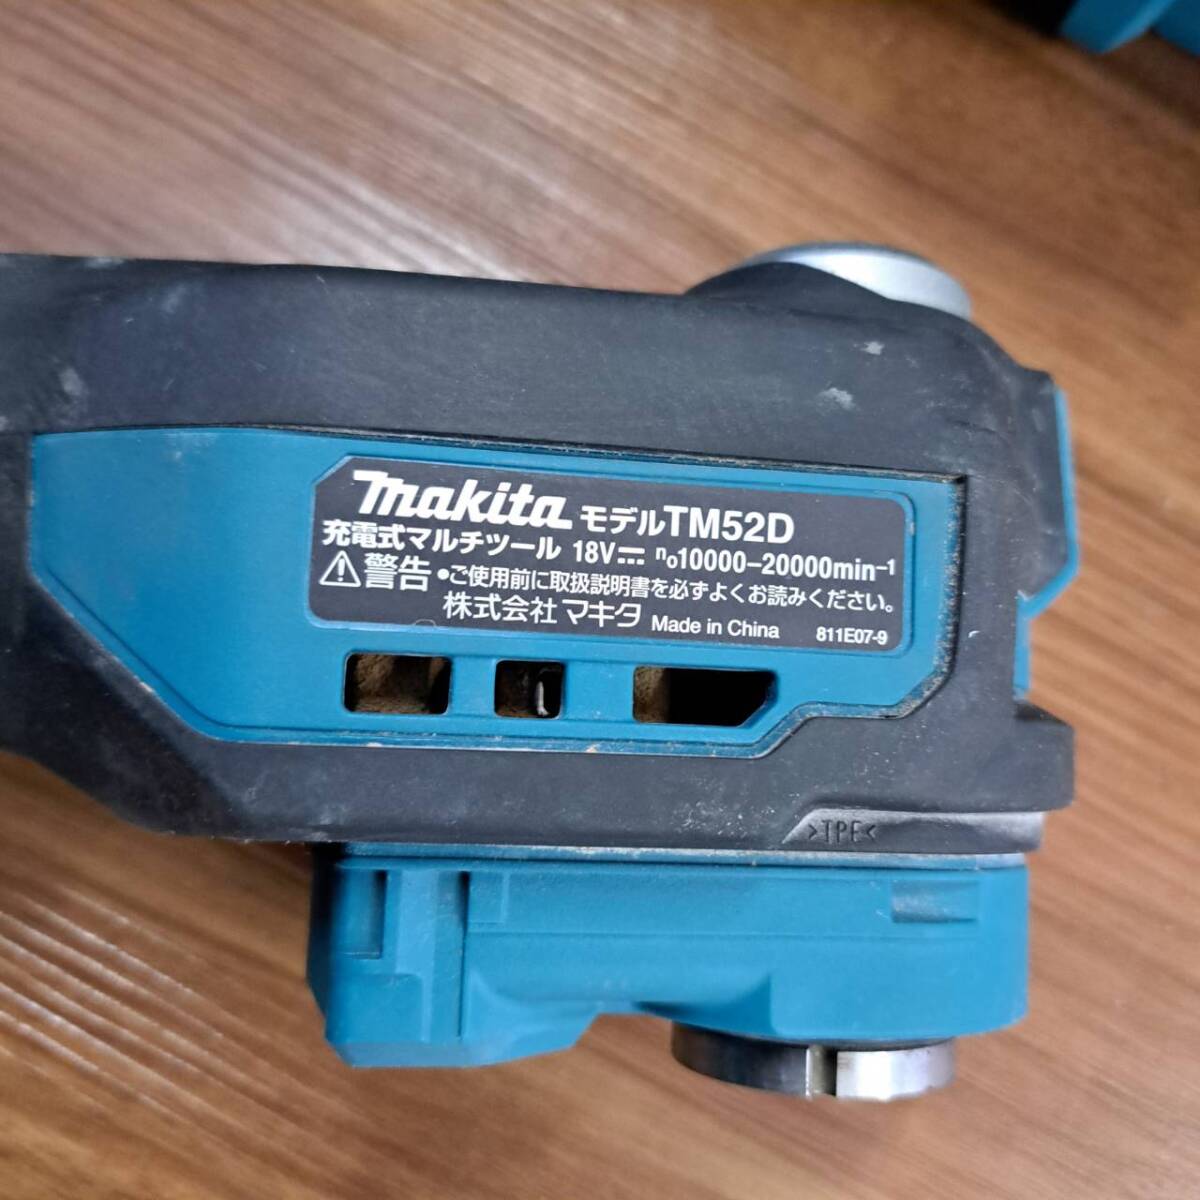 makita モデルTM52D
充電式マルチツール 18V⎓ n₀10000-20000min⁻¹
⚠警告 •ご使用前に取扱説明書を必ずよくお読みください。
株式会社 マキタ Made in China 811E07-9
>TPE<